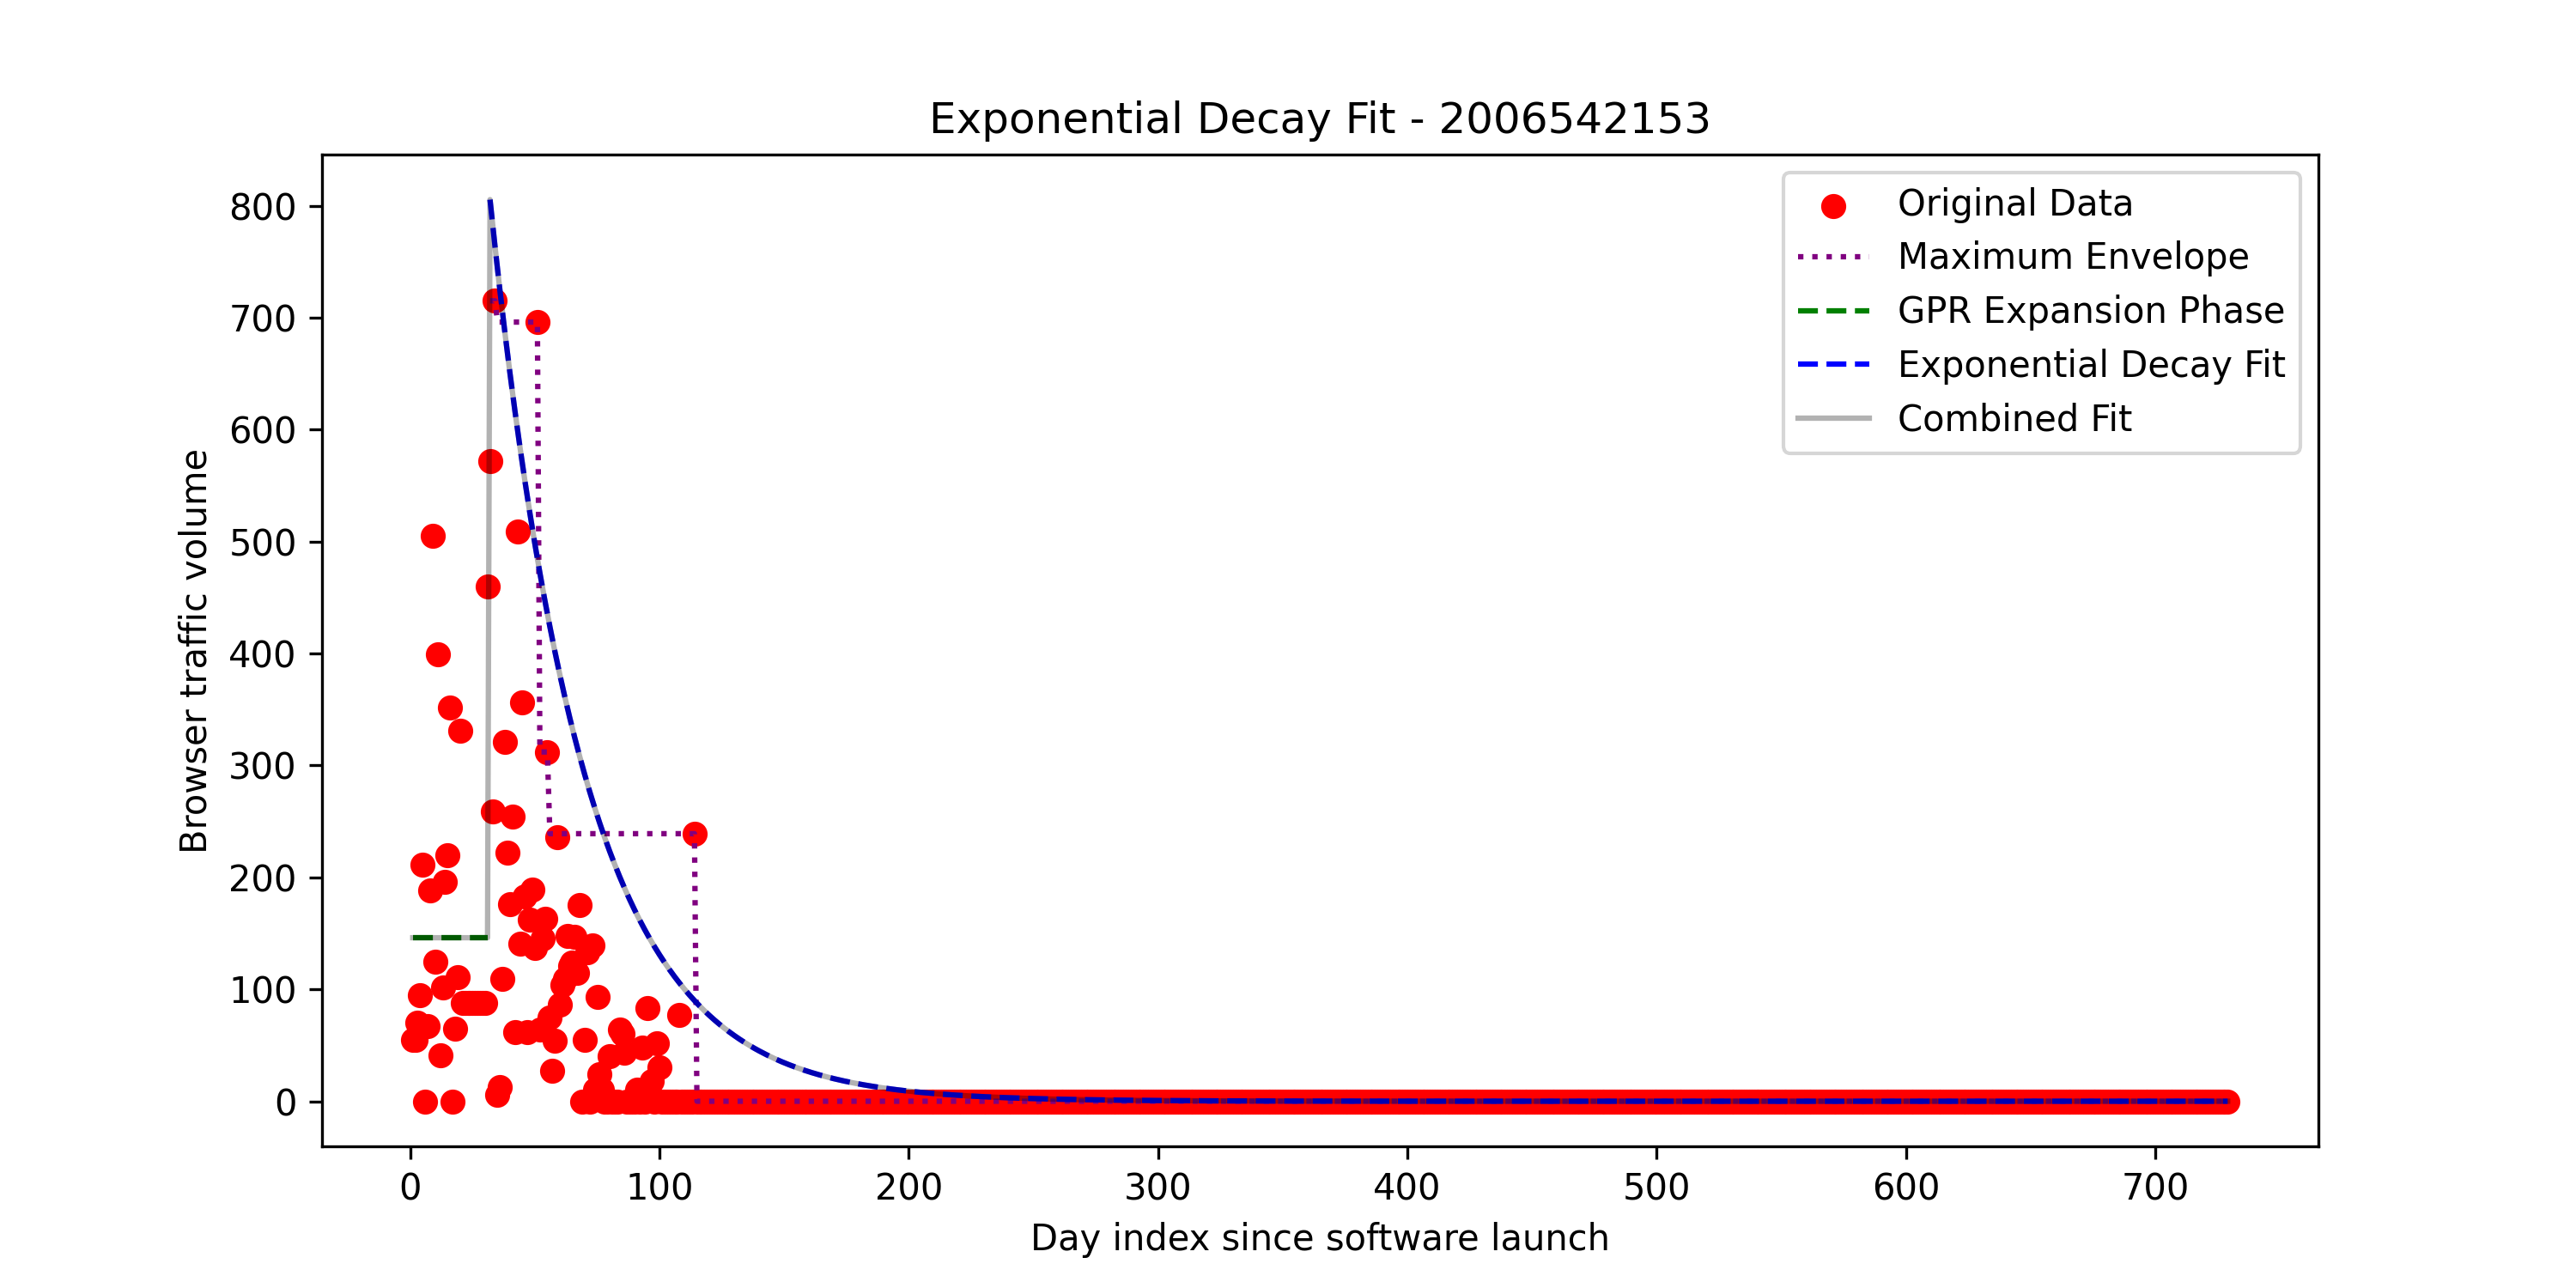 Exponential Decay Fit - 2006542153
Original Data
Maximum Envelope
GPR Expansion Phase
Exponential Decay Fit
Combined Fit
Browser traffic volume
800
700
600
500
400
300
200
100
0
0 100 200 300 400 500 600 700
Day index since software launch